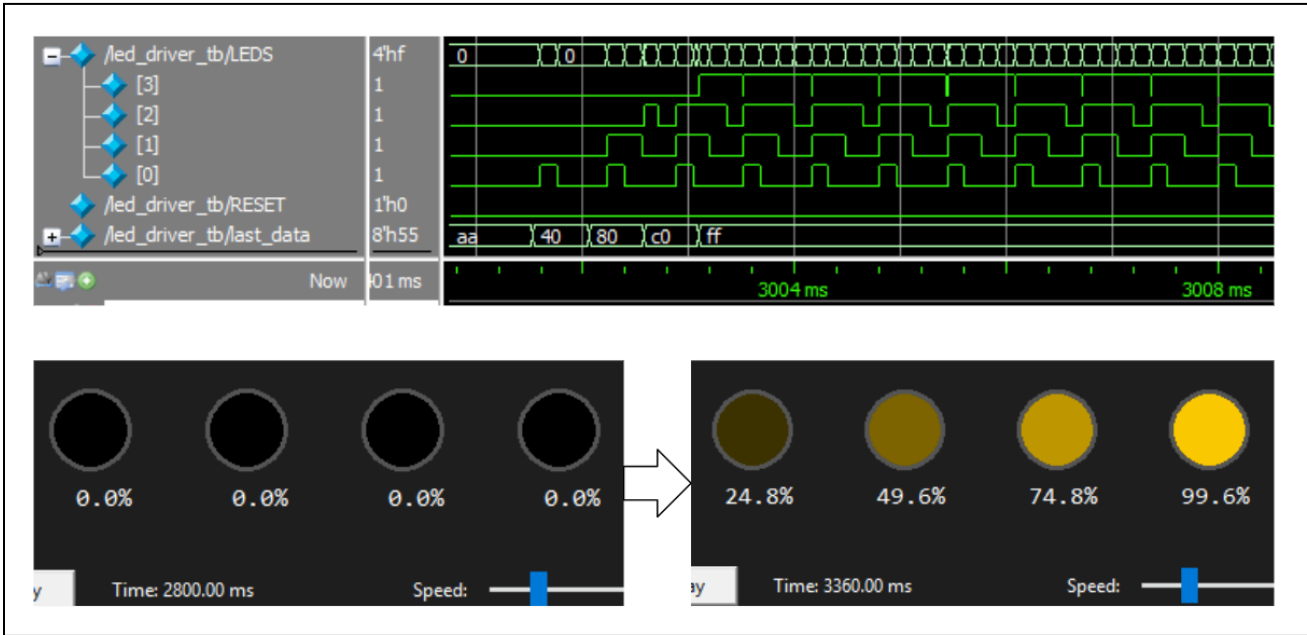 /led_driver_tb/LEDS 4'hf 0 0
[3] 1
[2] 1
[1] 1
[0] 1
/led_driver_tb/RESET 1'h0
/led_driver_tb/last_data 8'h55 aa 40 80 c0 ff
Now 01 ms 3004 ms 3008 ms
0.0% 0.0% 0.0% 0.0%
24.8% 49.6% 74.8% 99.6%
y Time: 2800.00 ms Speed:
ay Time: 3360.00 ms Speed: